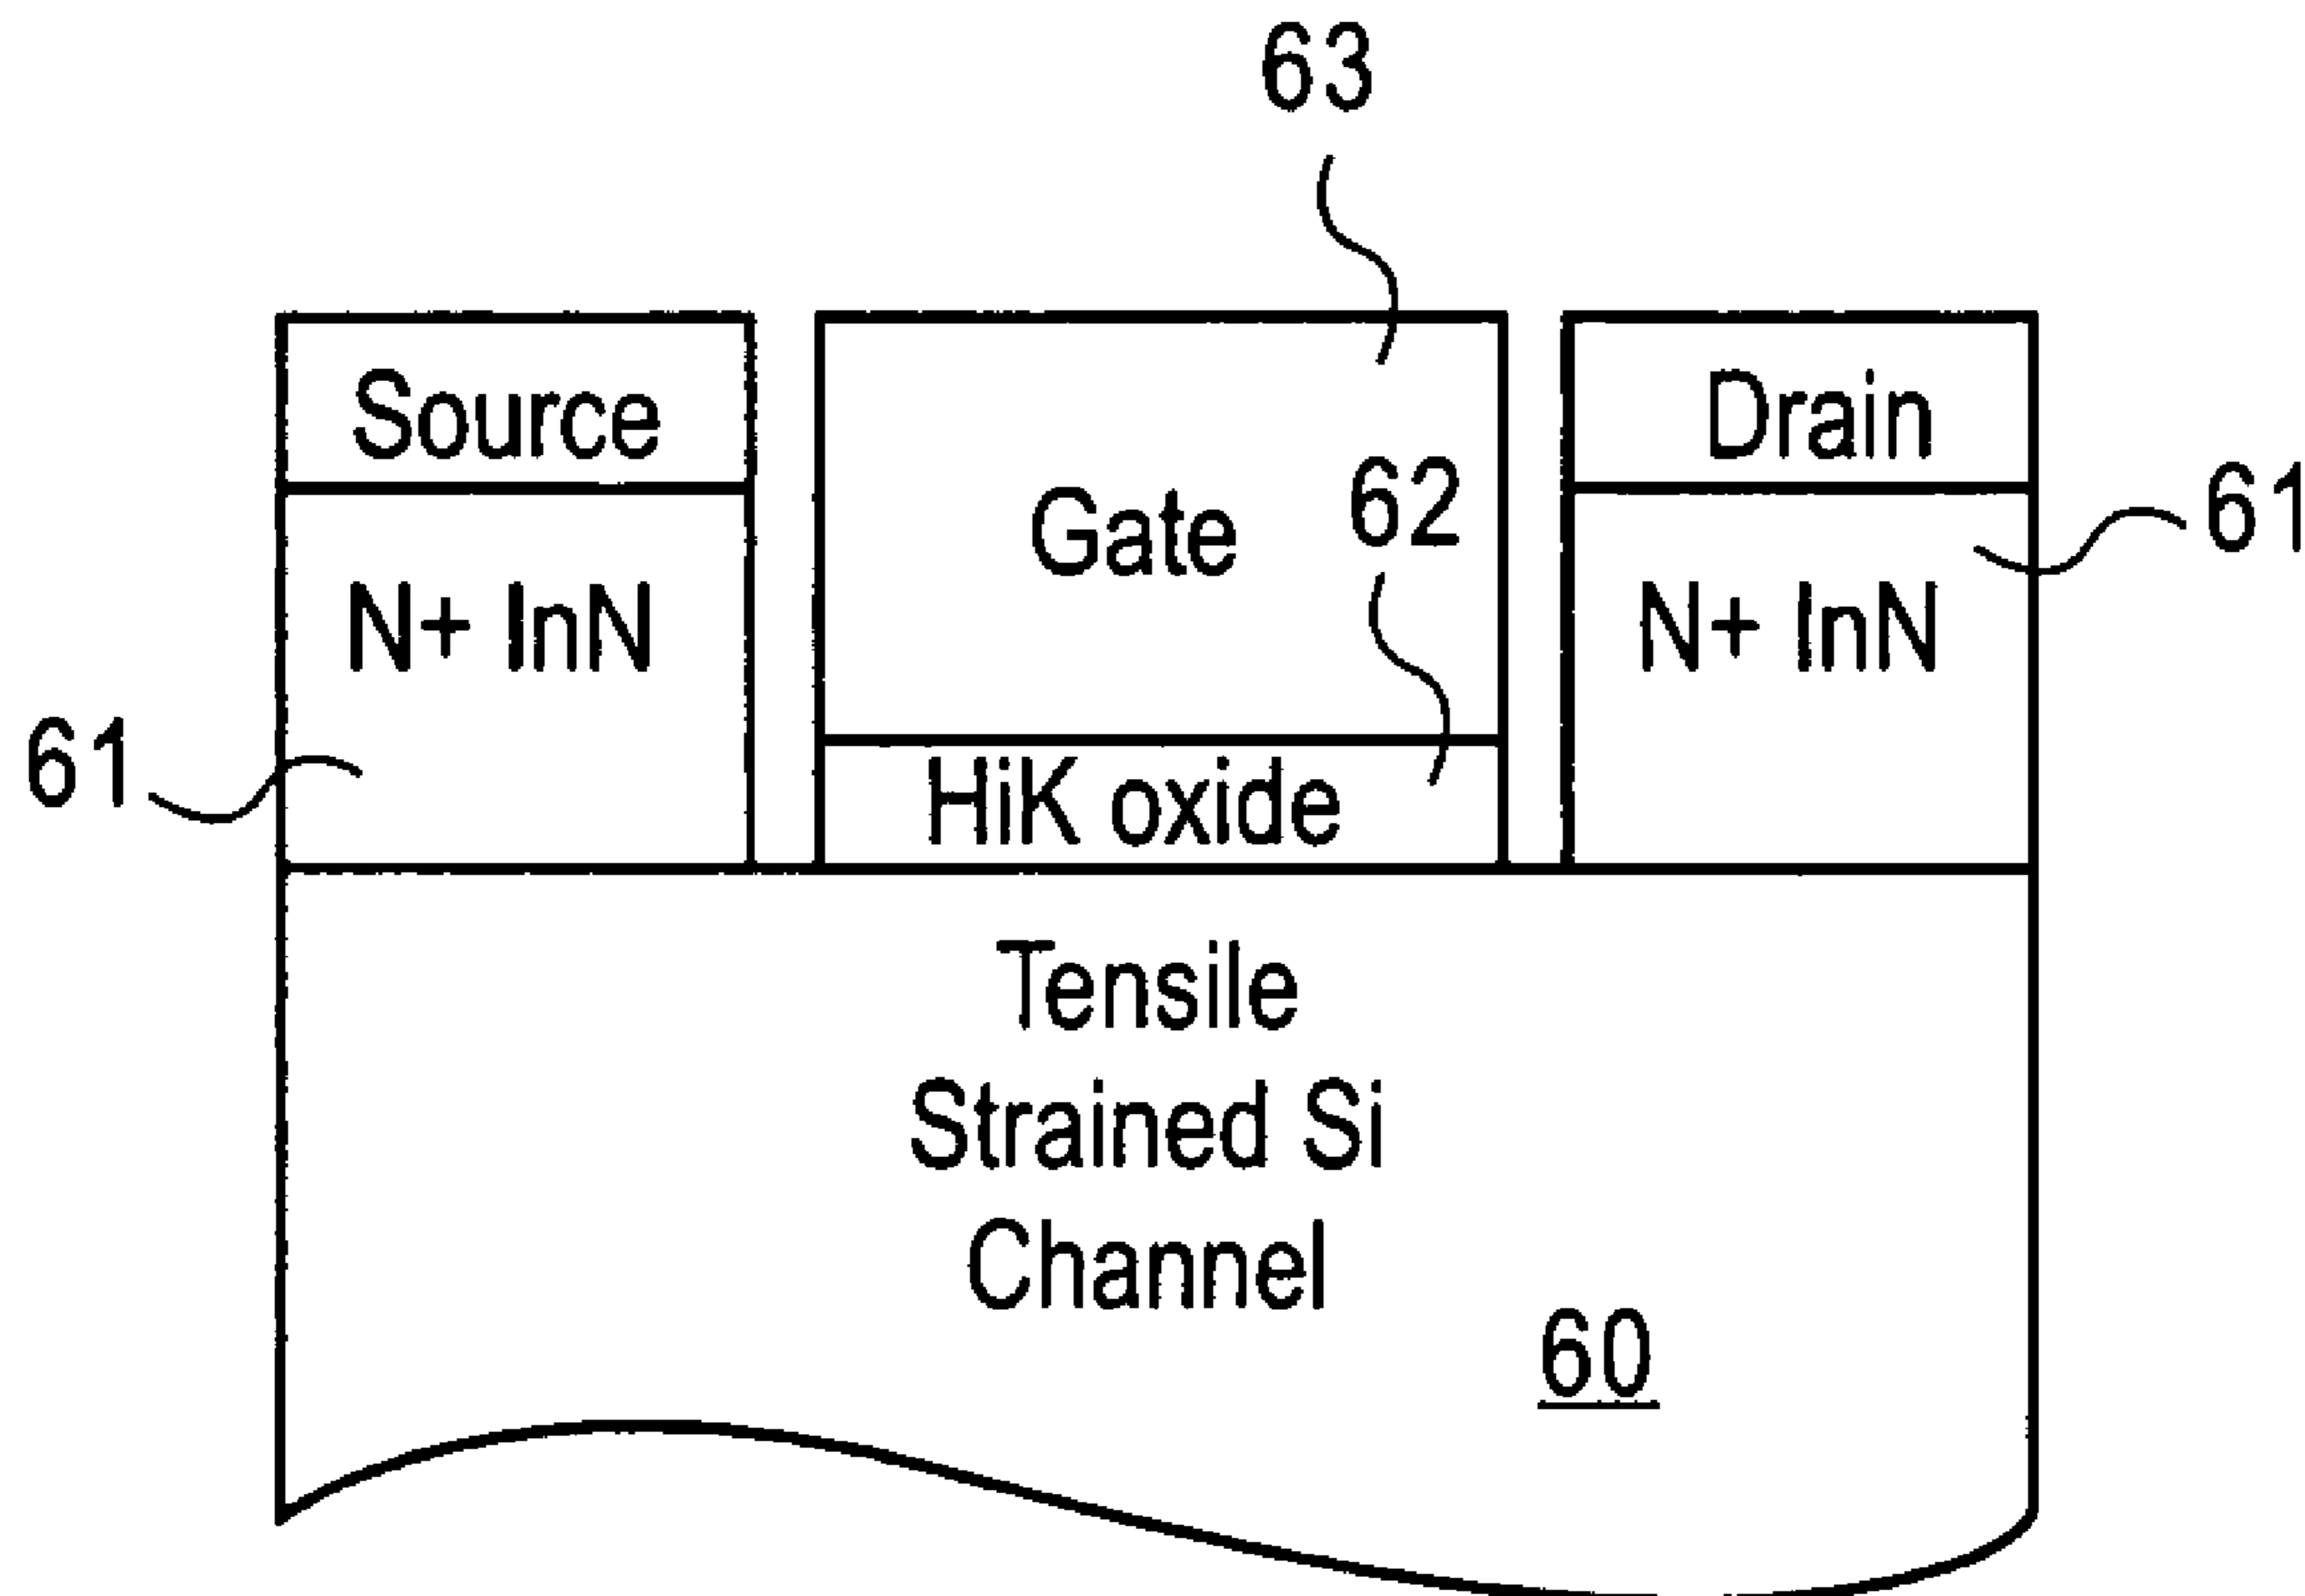 63
Source
Gate
62
Drain
61
N+ InN
N+ InN
61
HiK oxide
Tensile
Strained Si
Channel
60